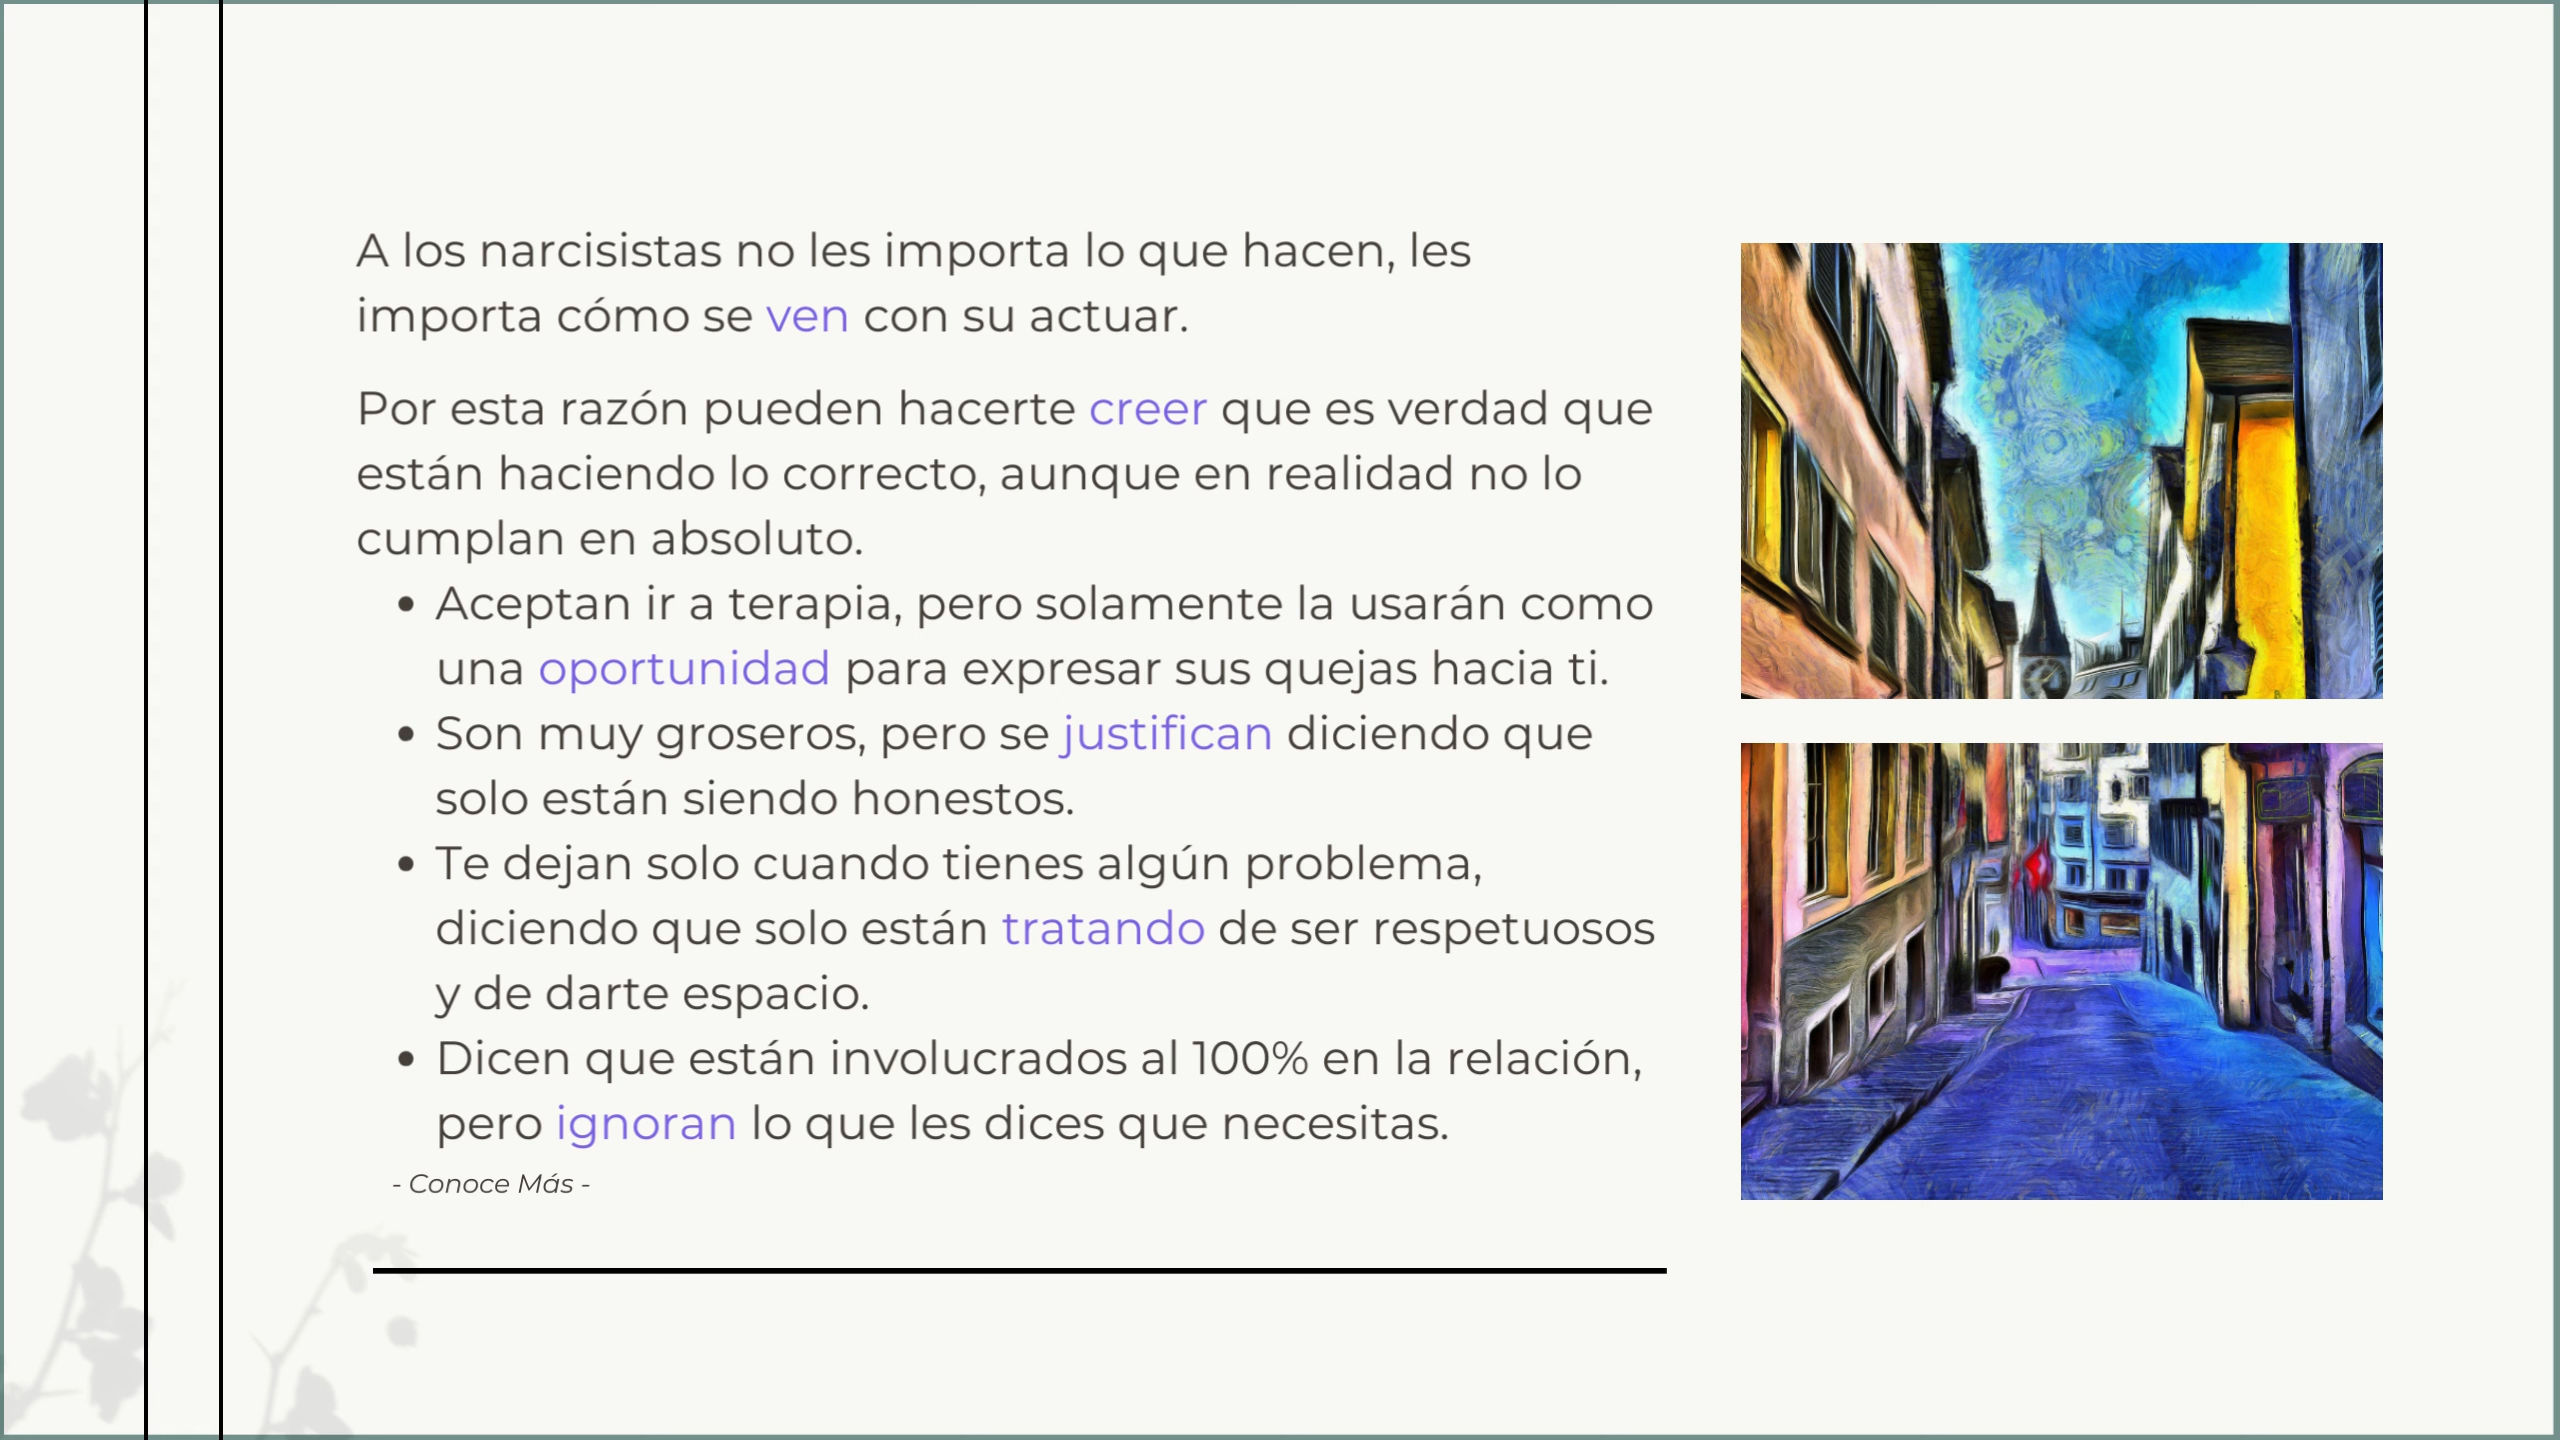 A los narcisistas no les importa lo que hacen, les
importa cómo se ven con su actuar.
Por esta razón pueden hacerte creer que es verdad que
están haciendo lo correcto, aunque en realidad no lo
cumplan en absoluto.
• Aceptan ir a terapia, pero solamente la usarán como
una oportunidad para expresar sus quejas hacia ti.
• Son muy groseros, pero se justifican diciendo que
solo están siendo honestos.
• Te dejan solo cuando tienes algún problema,
diciendo que solo están tratando de ser respetuosos
y de darte espacio.
• Dicen que están involucrados al 100% en la relación,
pero ignoran lo que les dices que necesitas.
- Conoce Más -